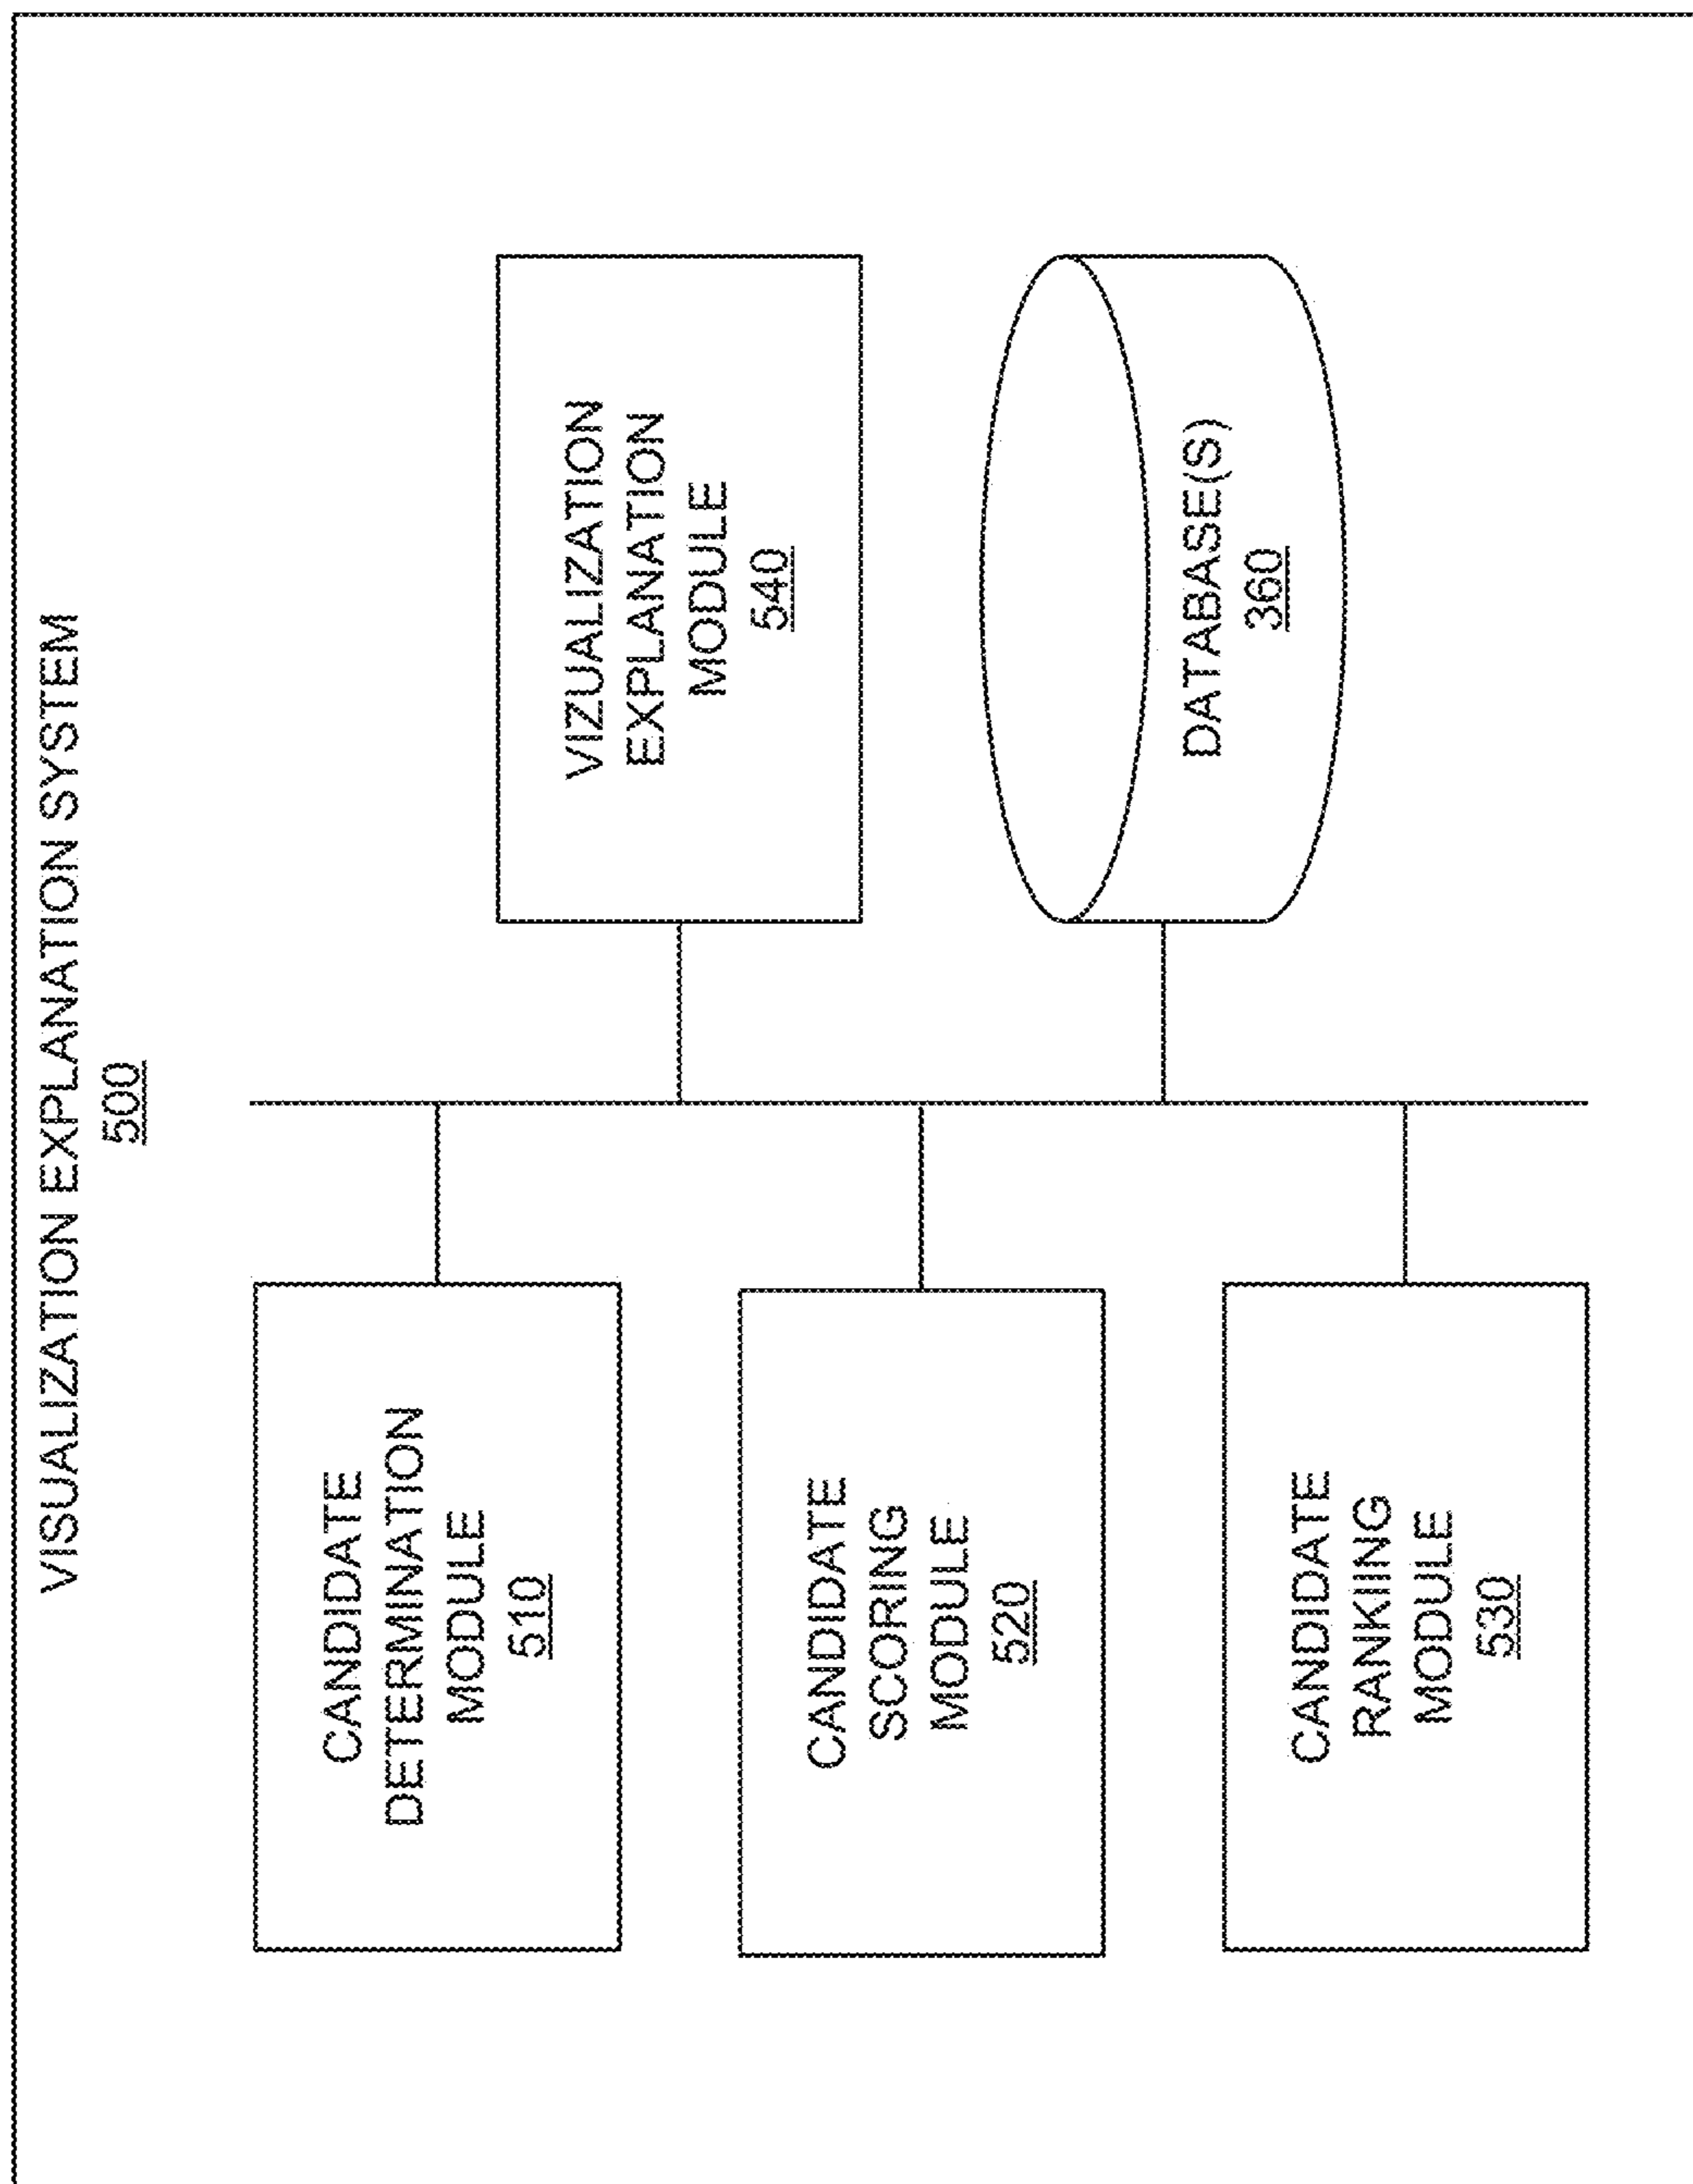 VISUALIZATION EXPLANATION SYSTEM
500
CANDIDATE
DETERMINATION
MODULE
510
CANDIDATE
SCORING
MODULE
520
CANDIDATE
RANKIING
MODULE
530
VIZUALIZATION
EXPLANATION
MODULE
540
DATABASE(S)
360